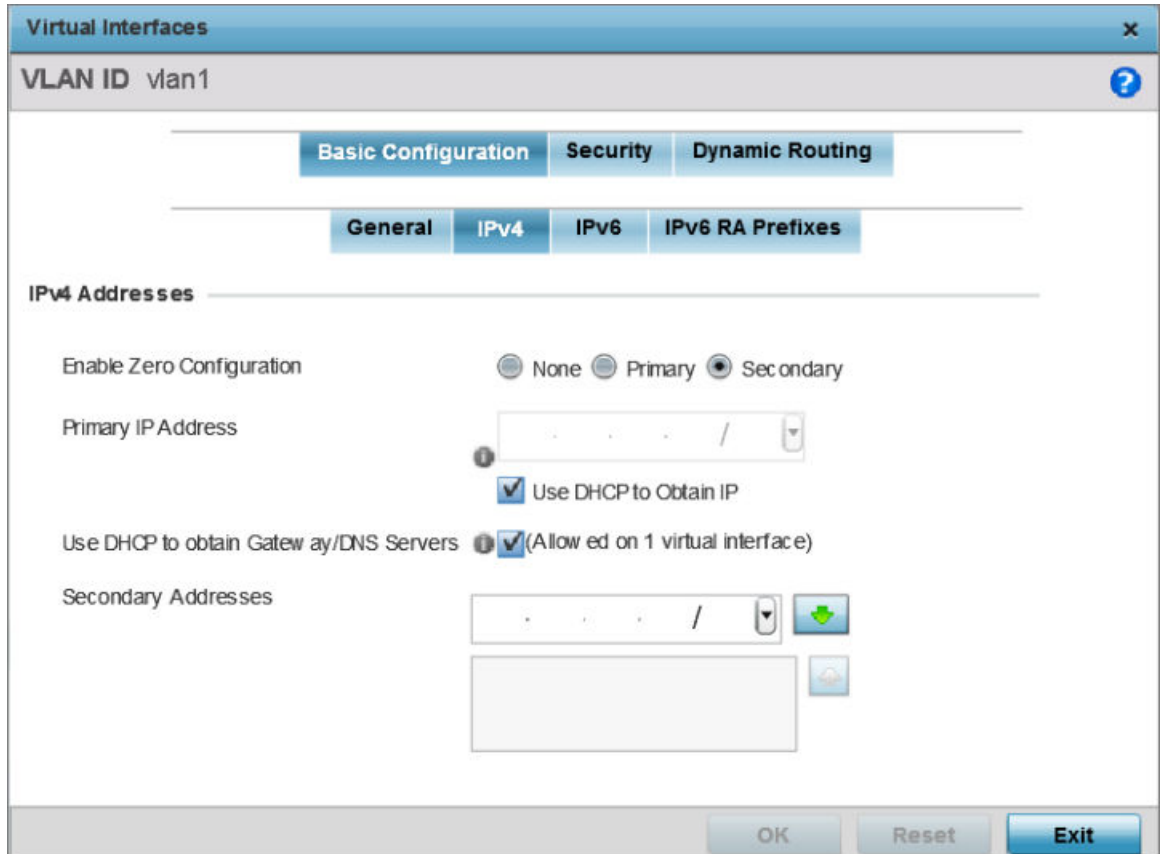 Virtual Interfaces x
VLAN ID vlan1 ?
Basic Configuration Security Dynamic Routing
General IPv4 IPv6 IPv6 RA Prefixes
IPv4 Addresses
Enable Zero Configuration None Primary Secondary
Primary IP Address . . . /
i
Use DHCP to Obtain IP
Use DHCP to obtain Gateway/DNS Servers i (Allowed on 1 virtual interface)
Secondary Addresses . . . /
OK Reset Exit